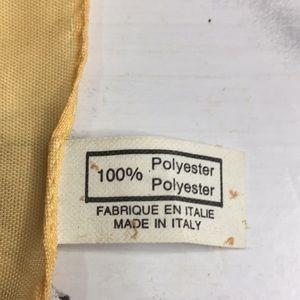 100% Polyester
Polyester
FABRIQUE EN ITALIE
MADE IN ITALY